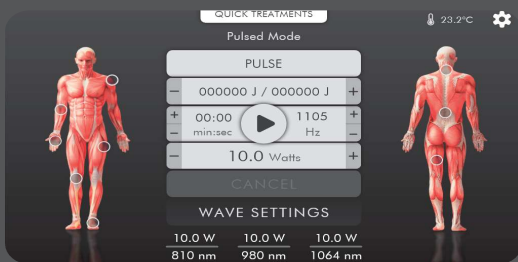 QUICK TREATMENTS
23.2°C
Pulsed Mode
PULSE
− 000000 J / 000000 J +
+ 00:00 1105 +
− min:sec Hz −
− 10.0 Watts +
CANCEL
WAVE SETTINGS
10.0 W 10.0 W 10.0 W
810 nm 980 nm 1064 nm